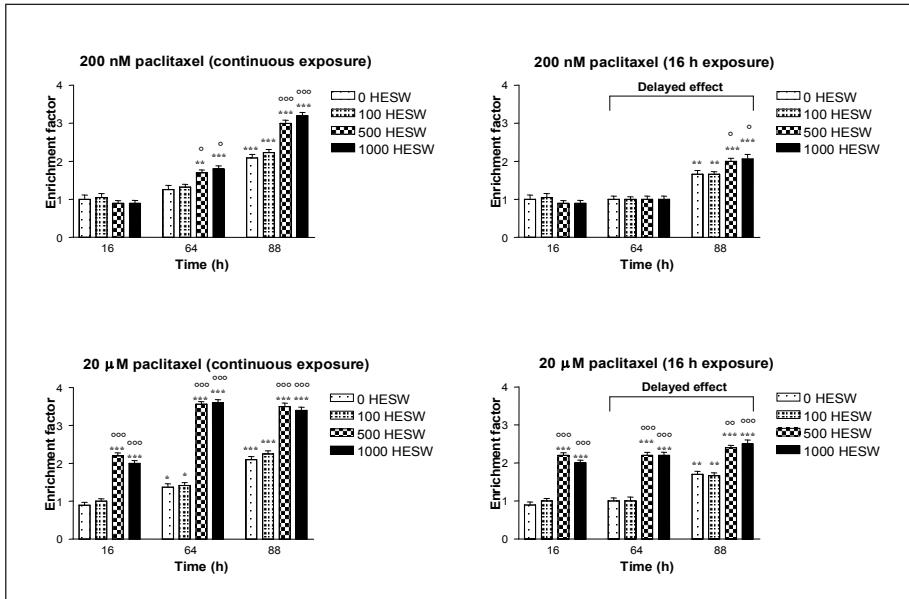 200 nM paclitaxel (continuous exposure)
Enrichment factor
4
3
2
1
0
° °
** ***
*** *** °°° °°°
*** ***
16 64 88
Time (h)
0 HESW
100 HESW
500 HESW
1000 HESW
200 nM paclitaxel (16 h exposure)
Delayed effect
Enrichment factor
4
3
2
1
0
** ** ° °
*** ***
16 64 88
Time (h)
0 HESW
100 HESW
500 HESW
1000 HESW
20 μM paclitaxel (continuous exposure)
Enrichment factor
4
3
2
1
0
°°° °°°
*** ***
* * °°° °°°
*** ***
*** *** °°° °°°
*** ***
16 64 88
Time (h)
0 HESW
100 HESW
500 HESW
1000 HESW
20 μM paclitaxel (16 h exposure)
Delayed effect
Enrichment factor
4
3
2
1
0
°°° °°°
*** ***
°°° °°°
*** ***
** ** °° °°°
*** ***
16 64 88
Time (h)
0 HESW
100 HESW
500 HESW
1000 HESW